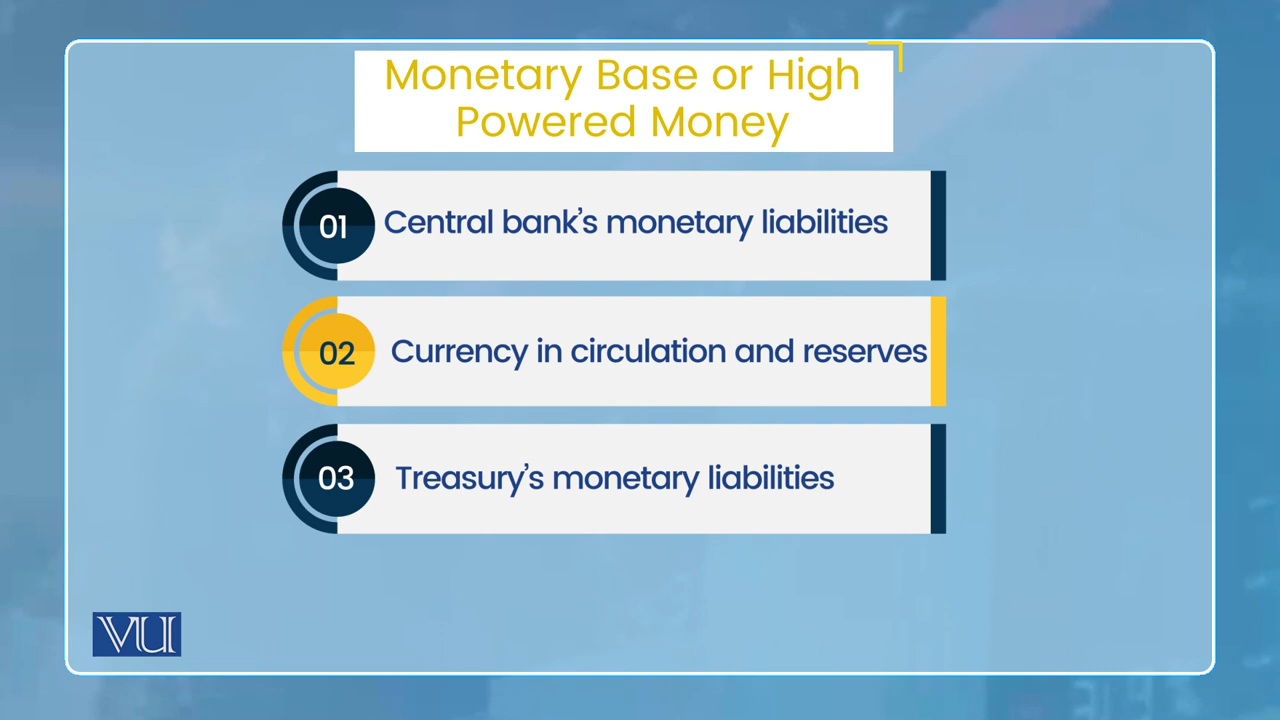 Monetary Base or High
Powered Money
01 Central bank’s monetary liabilities
02 Currency in circulation and reserves
03 Treasury’s monetary liabilities
VU